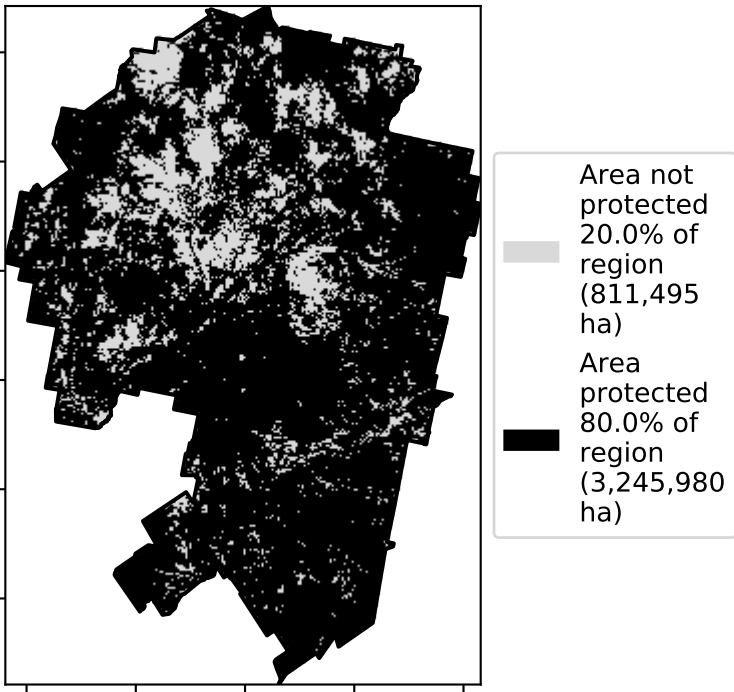 Area not
protected
20.0% of
region
(811,495
ha)
Area
protected
80.0% of
region
(3,245,980
ha)